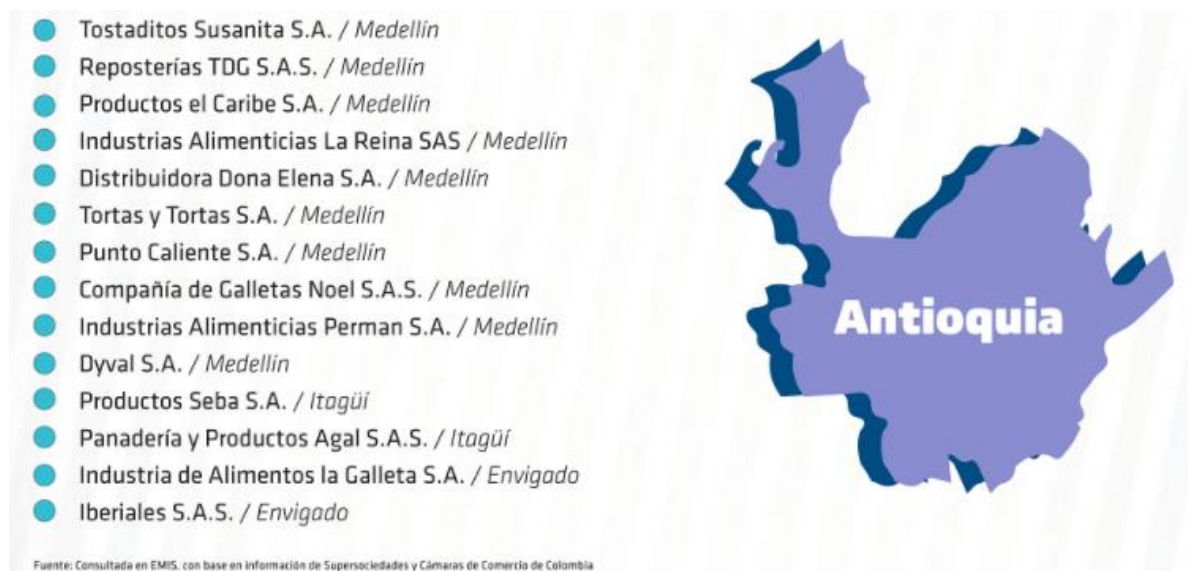 Tostaditos Susanita S.A. / Medellín
Reposterías TDG S.A.S. / Medellín
Productos el Caribe S.A. / Medellín
Industrias Alimenticias La Reina SAS / Medellín
Distribuidora Dona Elena S.A. / Medellín
Tortas y Tortas S.A. / Medellín
Punto Caliente S.A. / Medellín
Compañía de Galletas Noel S.A.S. / Medellín
Industrias Alimenticias Perman S.A. / Medellín
Dyval S.A. / Medellín
Productos Seba S.A. / Itagüí
Panadería y Productos Agal S.A.S. / Itagüí
Industria de Alimentos la Galleta S.A. / Envigado
Iberiales S.A.S. / Envigado
Fuente: Consultada en EMIS, con base en información de Supersociedades y Cámaras de Comercio de Colombia
Antioquia